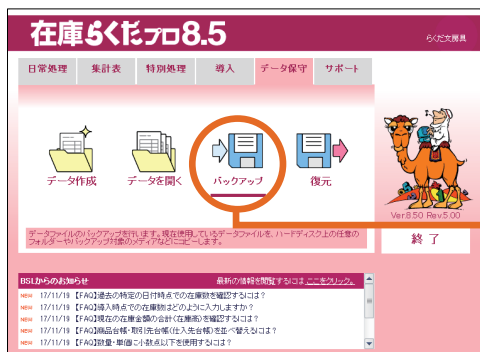 在庫らくだプロ8.5
らくだ文房具
日常処理 集計表 特別処理 導入 データ保守 サポート
データ作成 データを開く バックアップ 復元
Ver8.50 Rev5.00
データファイルのバックアップを行います。現在使用しているデータファイルを、ハードディスク上の任意の
フォルダーやバックアップ対象のメディアなどにコピーします。
終了
BSLからのお知らせ 最新の情報を閲覧するには、ここをクリック。
NEW 17/11/19 【FAQ】過去の特定の日付時点での在庫数を確認するには?
NEW 17/11/19 【FAQ】導入時点での在庫数はどのように入力しますか?
NEW 17/11/19 【FAQ】現在の在庫金額の合計(在庫高)を確認するには?
NEW 17/11/19 【FAQ】商品台帳・取引先台帳(仕入先台帳)を並べ替えるには?
NEW 17/11/19 【FAQ】数量・単価に小数点以下を使用するには?